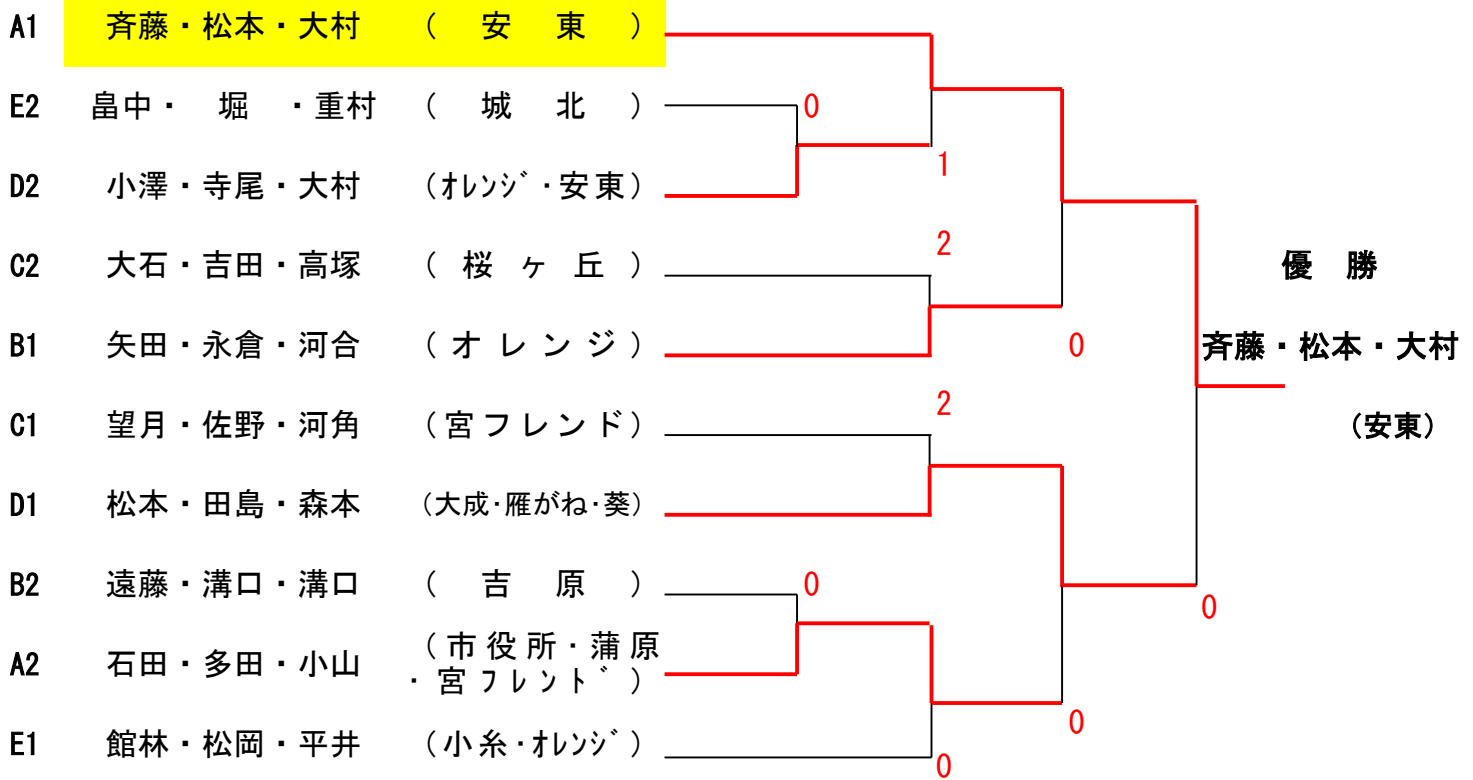 A1 斉藤・松本・大村 （ 安 東 ）
E2 畠中・ 堀 ・重村 （ 城 北 ） 0
D2 小澤・寺尾・大村 （ｵﾚﾝｼﾞ・安東） 1
C2 大石・吉田・高塚 （ 桜 ヶ 丘 ） 2 優 勝
B1 矢田・永倉・河合 （ オ レ ン ジ ） 0 斉藤・松本・大村
C1 望月・佐野・河角 （宮フレンド） 2 （安東）
D1 松本・田島・森本 （大成･雁がね･葵）
B2 遠藤・溝口・溝口 （ 吉 原 ） 0 0
A2 石田・多田・小山 （市役所・蒲原
・宮ﾌﾚﾝﾄﾞ） 0
E1 館林・松岡・平井 （小糸・ｵﾚﾝｼﾞ） 0